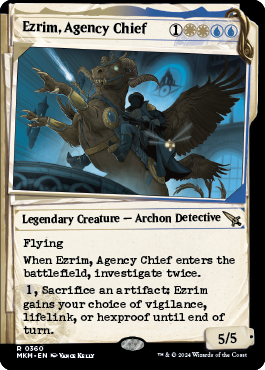 Ezrim, Agency Chief 1
Legendary Creature — Archon Detective
Flying
When Ezrim, Agency Chief enters the
battlefield, investigate twice.
1, Sacrifice an artifact: Ezrim
gains your choice of vigilance,
lifelink, or hexproof until end of
turn.
5/5
R 0360
MKM • EN Vance Kelly ™ & © 2024 Wizards of the Coast